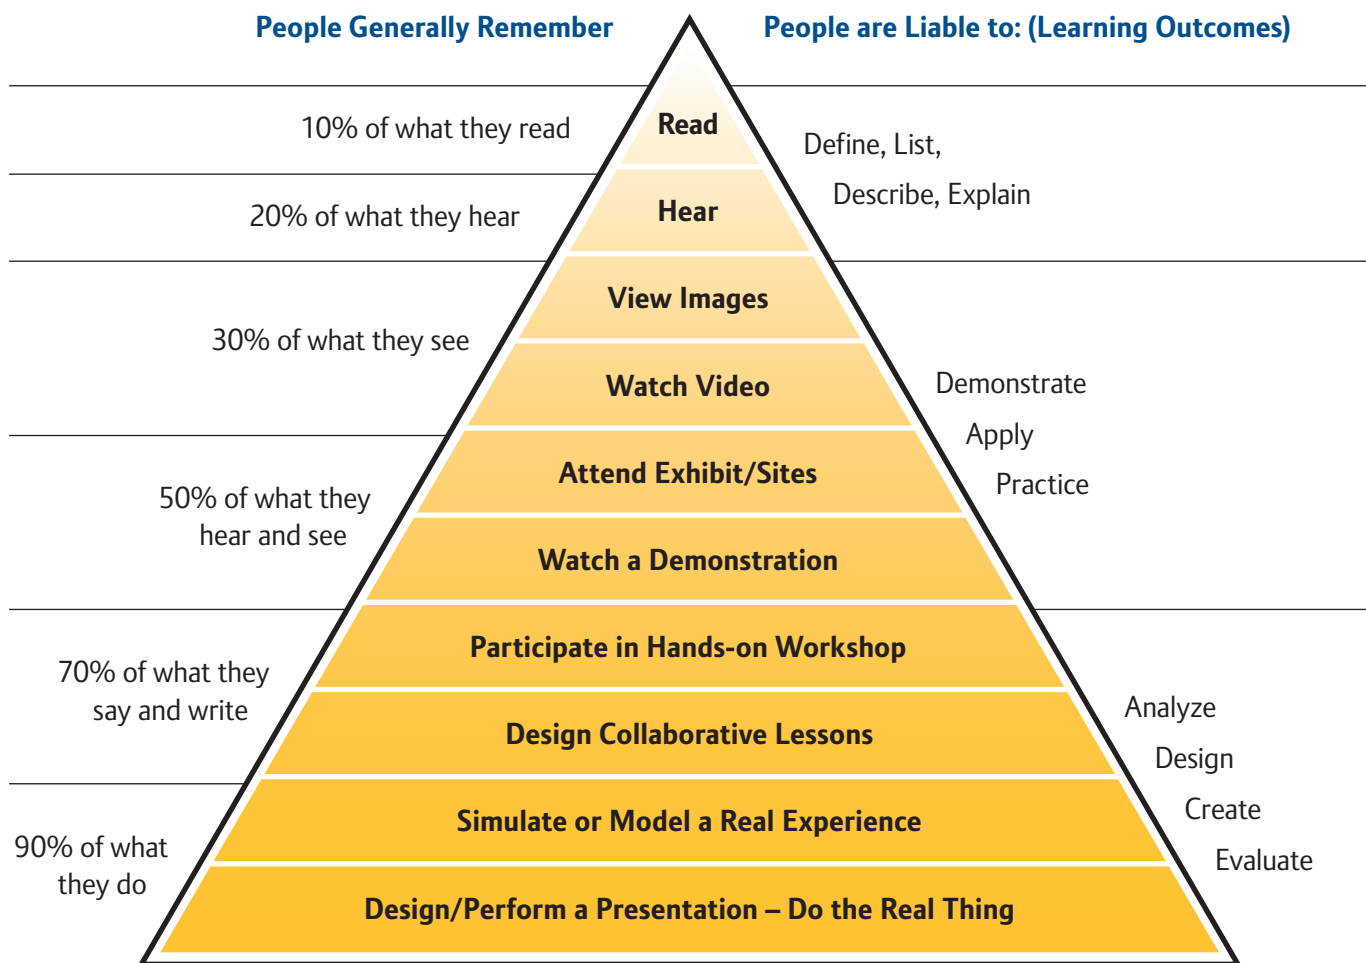 People Generally Remember
People are Liable to: (Learning Outcomes)
10% of what they read
Read
Define, List,
Describe, Explain
20% of what they hear
Hear
30% of what they see
View Images
Watch Video
Demonstrate
Apply
Practice
50% of what they
hear and see
Attend Exhibit/Sites
Watch a Demonstration
70% of what they
say and write
Participate in Hands-on Workshop
Design Collaborative Lessons
Analyze
Design
Create
Evaluate
90% of what
they do
Simulate or Model a Real Experience
Design/Perform a Presentation – Do the Real Thing